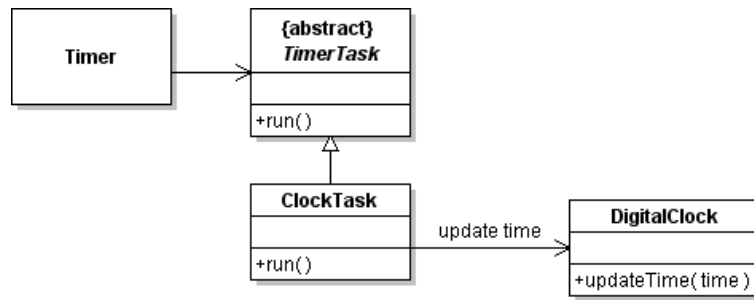 Timer
{abstract}
TimerTask
+run()
ClockTask
+run()
update time
DigitalClock
+updateTime( time )